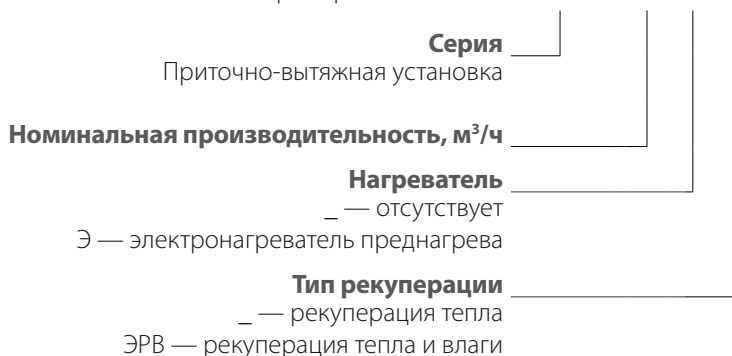 Серия
Приточно-вытяжная установка
Номинальная производительность, м³/ч
Нагреватель
_ — отсутствует
Э — электронагреватель преднагрева
Тип рекуперации
_ — рекуперация тепла
ЭРВ — рекуперация тепла и влаги